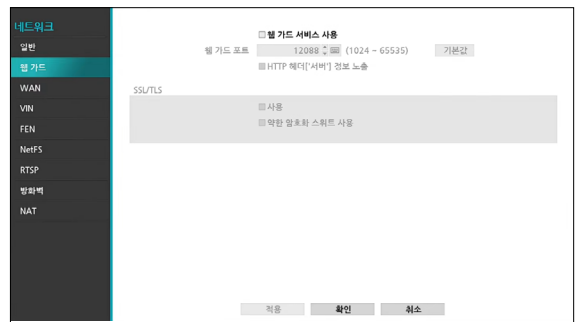 네트워크
일반
웹 가드
WAN
VIN
FEN
NetFS
RTSP
방화벽
NAT
웹 가드 서비스 사용
웹 가드 포트 12088 (1024 ~ 65535) 기본값
HTTP 헤더['서버'] 정보 노출
SSL/TLS
사용
약한 암호화 스위트 사용
적용 확인 취소